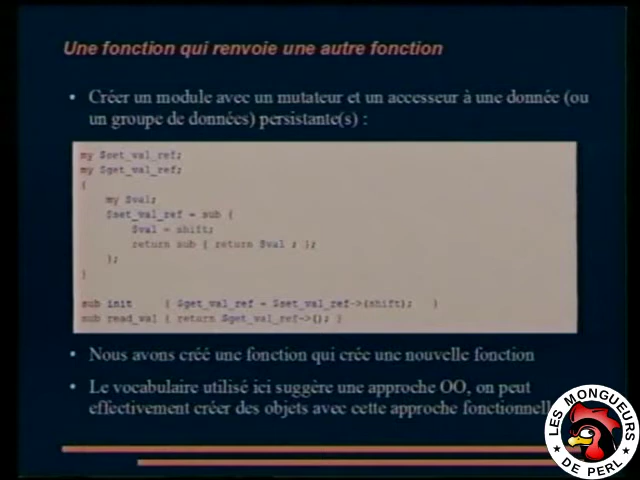 Une fonction qui renvoie une autre fonction
• Créer un module avec un mutateur et un accesseur à une donnée (ou
un groupe de données) persistante(s) :
my $set_val_ref;
my $get_val_ref;
{
my $val;
$set_val_ref = sub {
$val = shift;
return sub { return $val ; };
};
}
sub init { $get_val_ref = $set_val_ref->(shift); }
sub read_val { return $get_val_ref->(); }
• Nous avons créé une fonction qui crée une nouvelle fonction
• Le vocabulaire utilisé ici suggère une approche OO, on peut
effectivement créer des objets avec cette approche fonctionnell
LES MONGUEURS
DE PERL